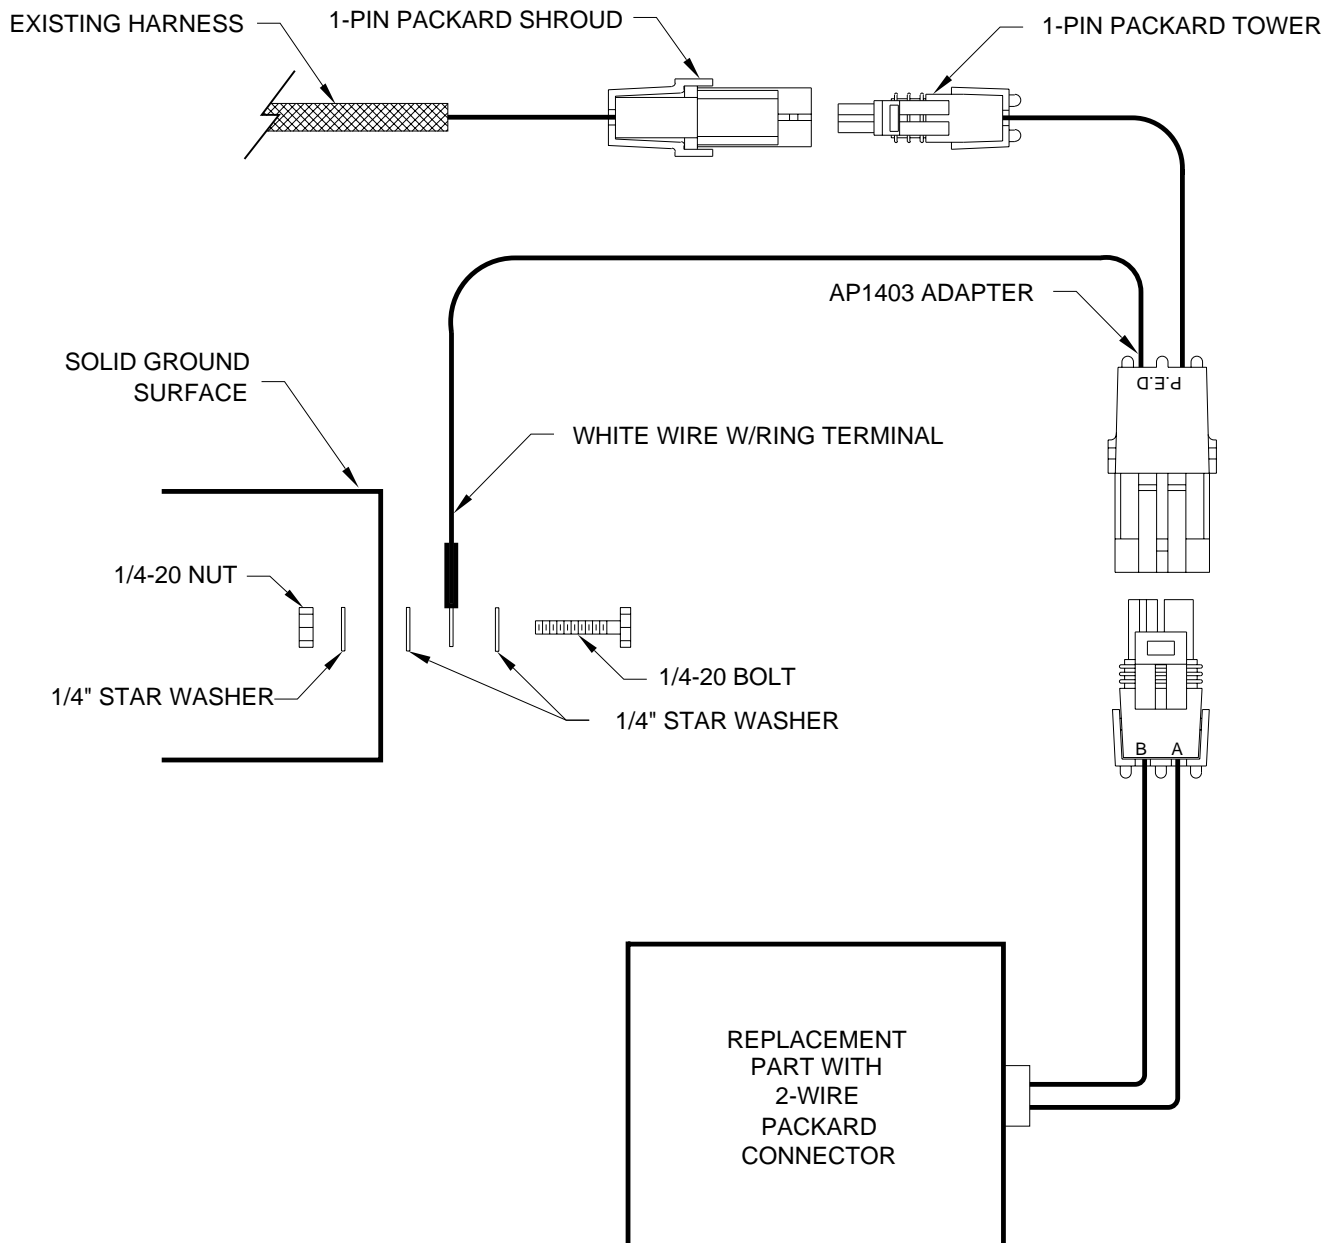 EXISTING HARNESS
1-PIN PACKARD SHROUD
1-PIN PACKARD TOWER
AP1403 ADAPTER
P.E.D
SOLID GROUND
SURFACE
WHITE WIRE W/RING TERMINAL
1/4-20 NUT
1/4" STAR WASHER
1/4-20 BOLT
1/4" STAR WASHER
B A
REPLACEMENT
PART WITH
2-WIRE
PACKARD
CONNECTOR